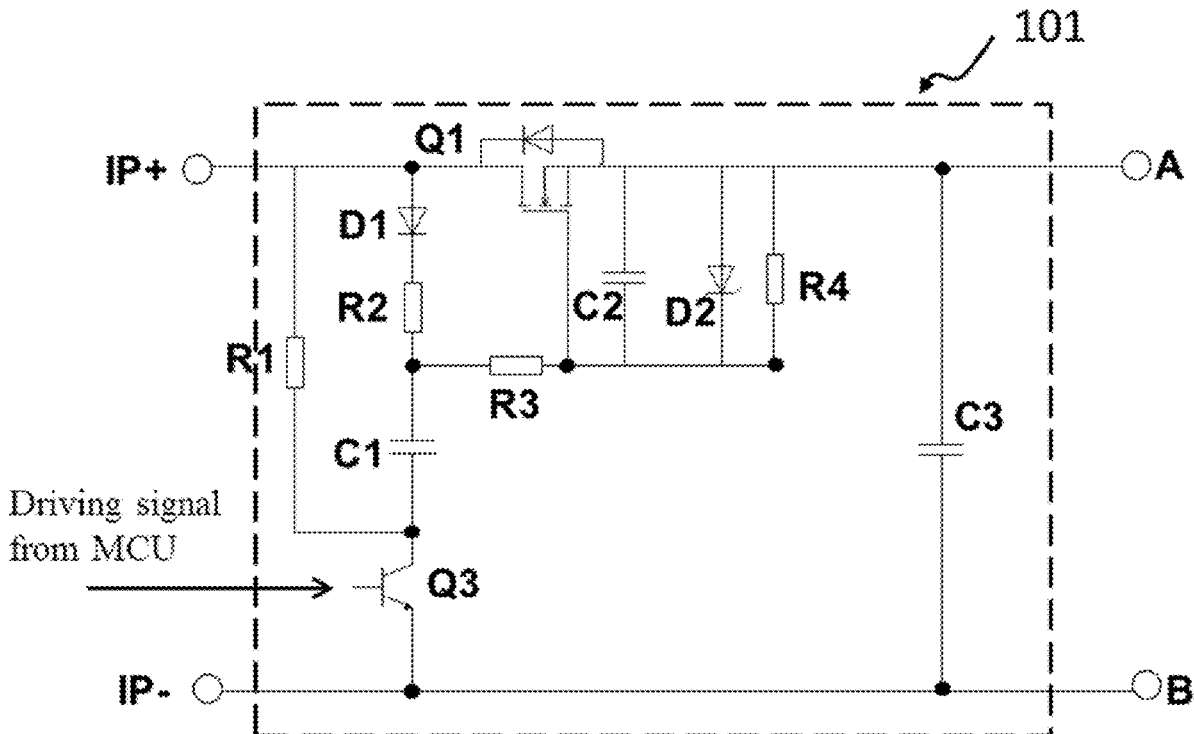 101
Q1
IP+
A
D1
R2
C2
D2
R4
R1
R3
C3
C1
Driving signal
from MCU
Q3
IP-
B